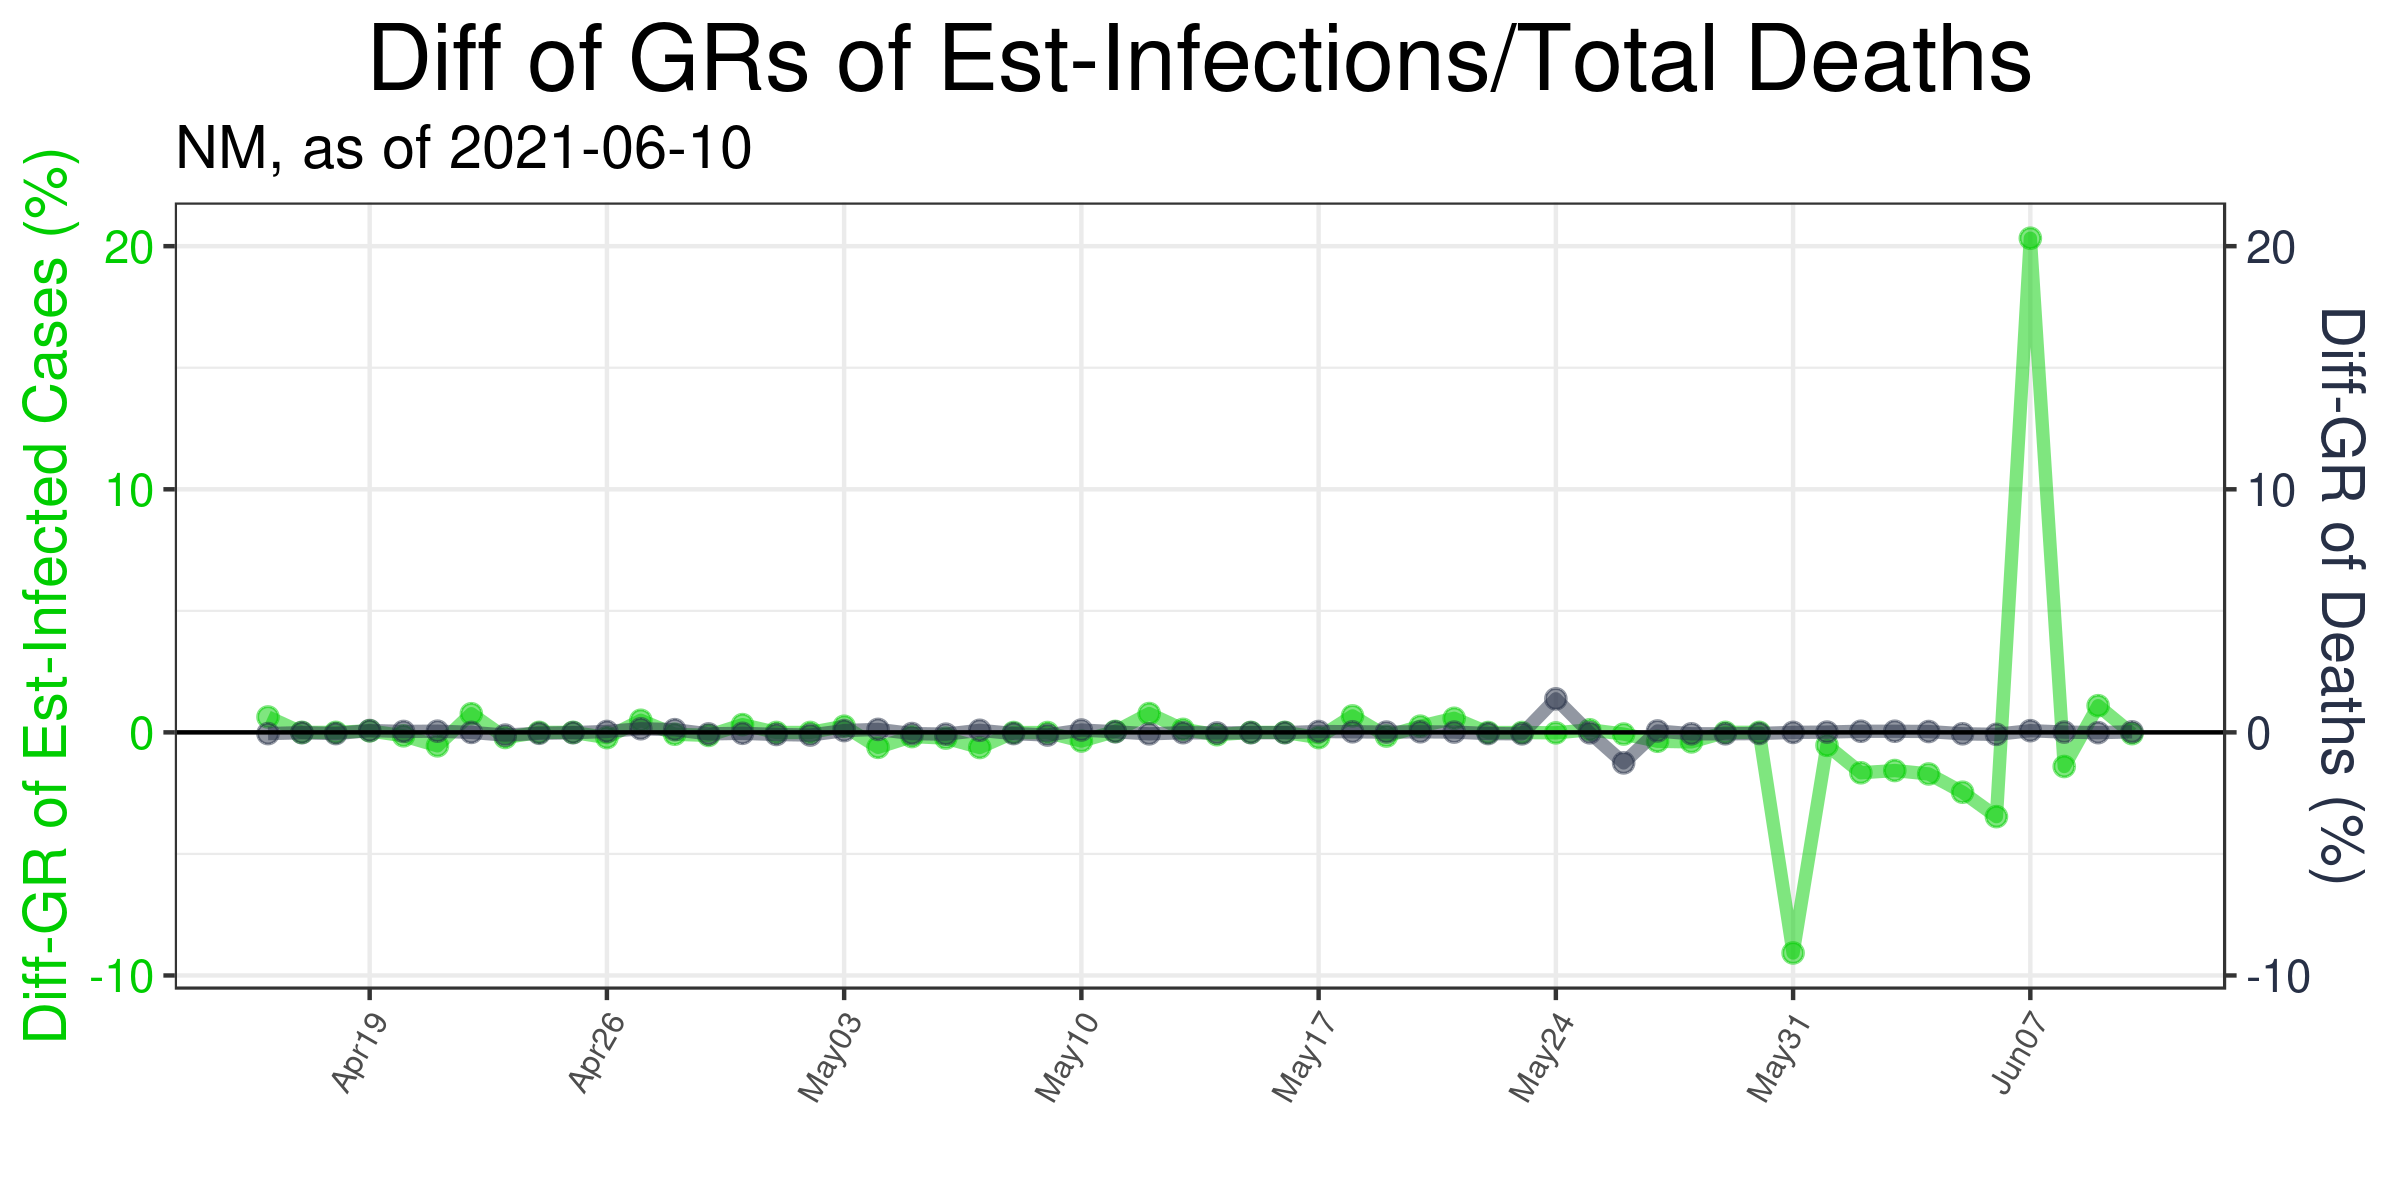 Diff of GRs of Est-Infections/Total Deaths
NM, as of 2021-06-10
Diff-GR of Est-Infected Cases (%)
20
10
0
-10
20
10
0
-10
Diff-GR of Deaths (%)
Apr19
Apr26
May03
May10
May17
May24
May31
Jun07